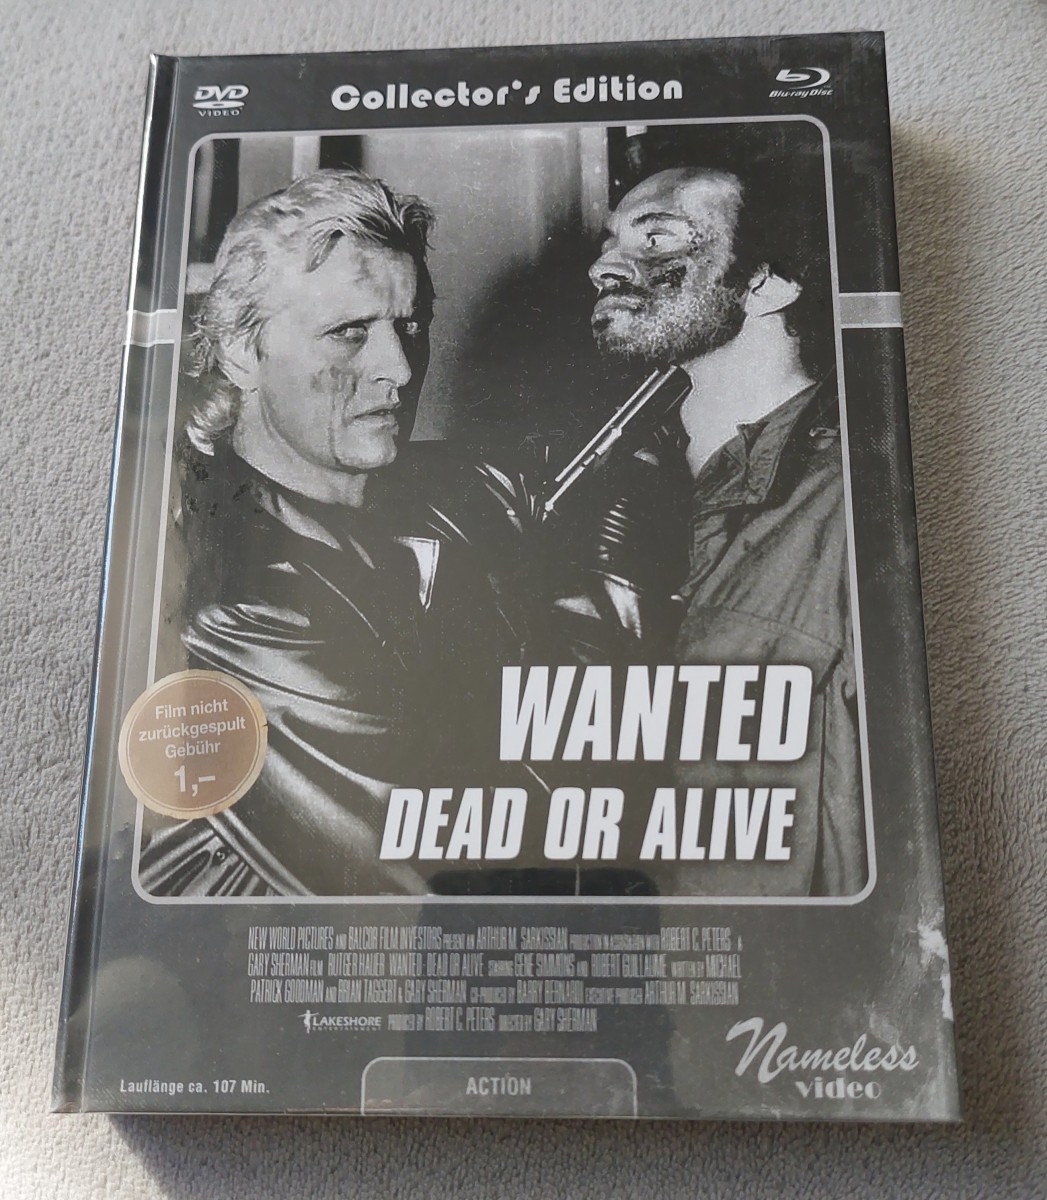 DVD
VIDEO
Collector's Edition
Blu-ray Disc
Film nicht
zurückgespult
Gebühr
1,–
WANTED
DEAD OR ALIVE
NEW WORLD PICTURES AND BALCOR FILM INVESTORS PRESENT AN ARTHUR M. SARKISSIAN PRODUCTION IN ASSOCIATION WITH ROBERT C. PETERS A
GARY SHERMAN FILM RUTGER HAUER WANTED DEAD OR ALIVE STARRING GENE SIMMONS AND ROBERT GUILLAUME WRITTEN BY MICHAEL
PATRICK GOODMAN AND BRIAN TAGGERT & GARY SHERMAN CO-PRODUCED BY BARRY BERNARDI EXECUTIVE PRODUCER ARTHUR M. SARKISSIAN
LAKESHORE ENTERTAINMENT PRODUCED BY ROBERT C. PETERS DIRECTED BY GARY SHERMAN
Nameless
video
Lauflänge ca. 107 Min.
ACTION